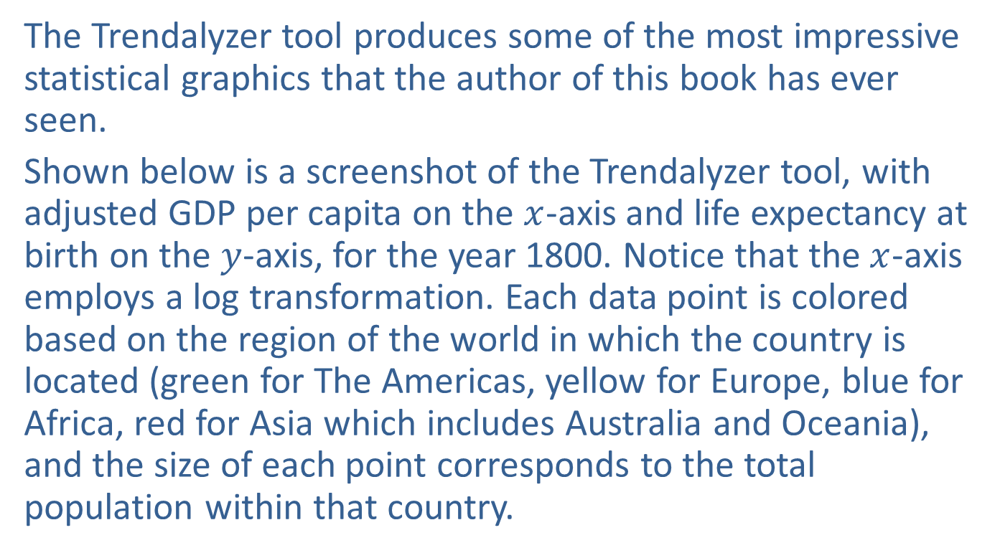 The Trendalyzer tool produces some of the most impressive
statistical graphics that the author of this book has ever
seen.
Shown below is a screenshot of the Trendalyzer tool, with
adjusted GDP per capita on the 𝑥-axis and life expectancy at
birth on the 𝑦-axis, for the year 1800. Notice that the 𝑥-axis
employs a log transformation. Each data point is colored
based on the region of the world in which the country is
located (green for The Americas, yellow for Europe, blue for
Africa, red for Asia which includes Australia and Oceania),
and the size of each point corresponds to the total
population within that country.